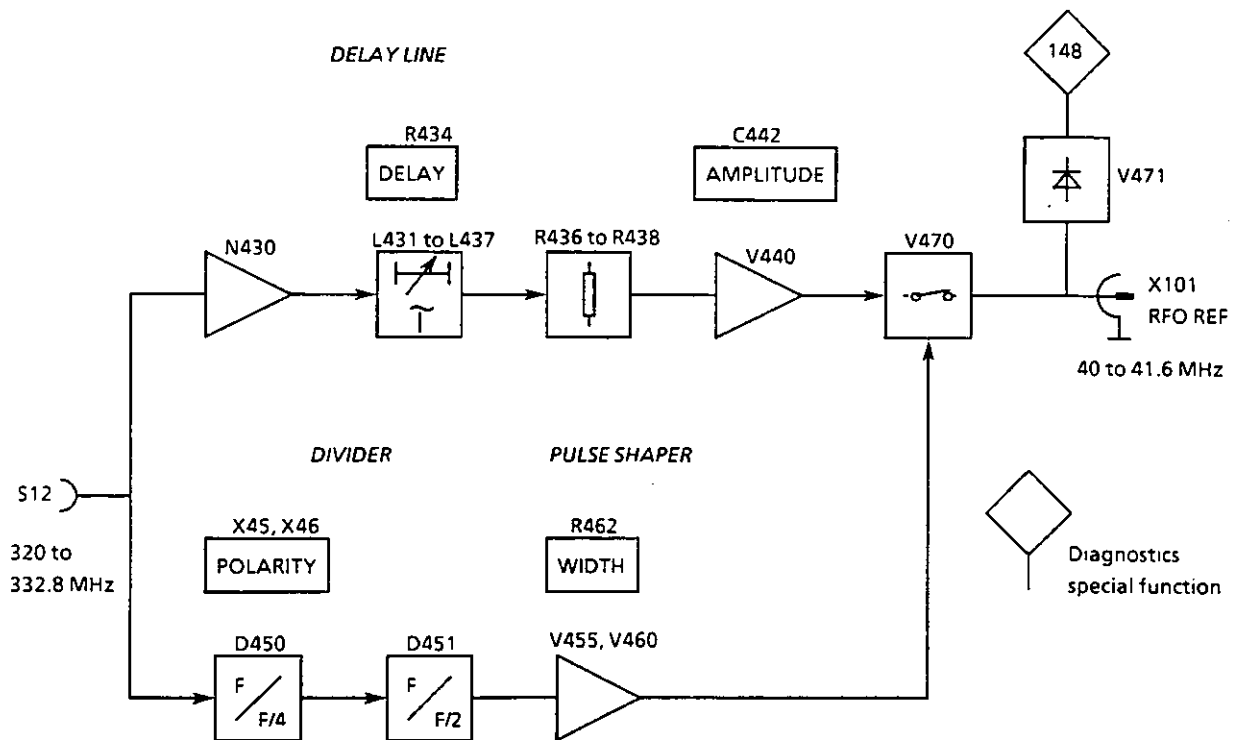 148
DELAY LINE
R434
DELAY
C442
AMPLITUDE
V471
N430
L431 to L437
R436 to R438
V440
V470
X101
RFO REF
40 to 41.6 MHz
DIVIDER
PULSE SHAPER
S12
320 to
332.8 MHz
X45, X46
POLARITY
R462
WIDTH
Diagnostics
special function
D450
F
F/4
D451
F
F/2
V455, V460